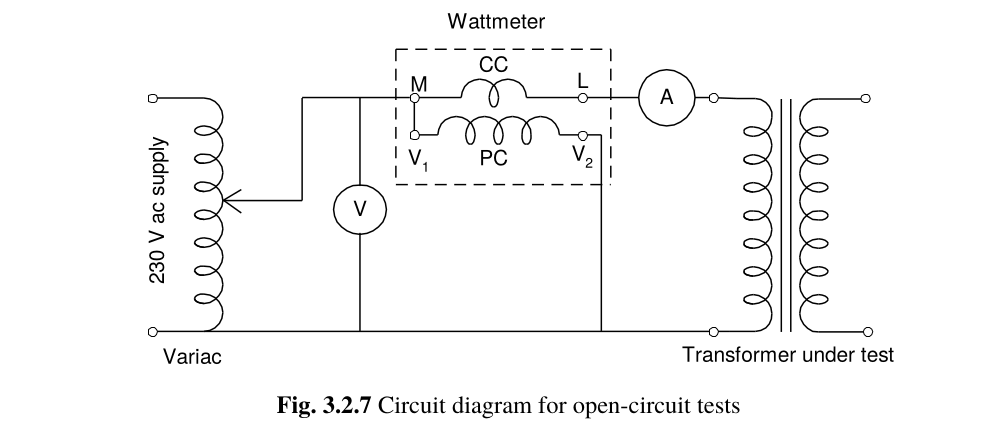 Wattmeter
CC
M
L
A
V1
PC
V2
230 V ac supply
V
Variac
Transformer under test
Fig. 3.2.7 Circuit diagram for open-circuit tests